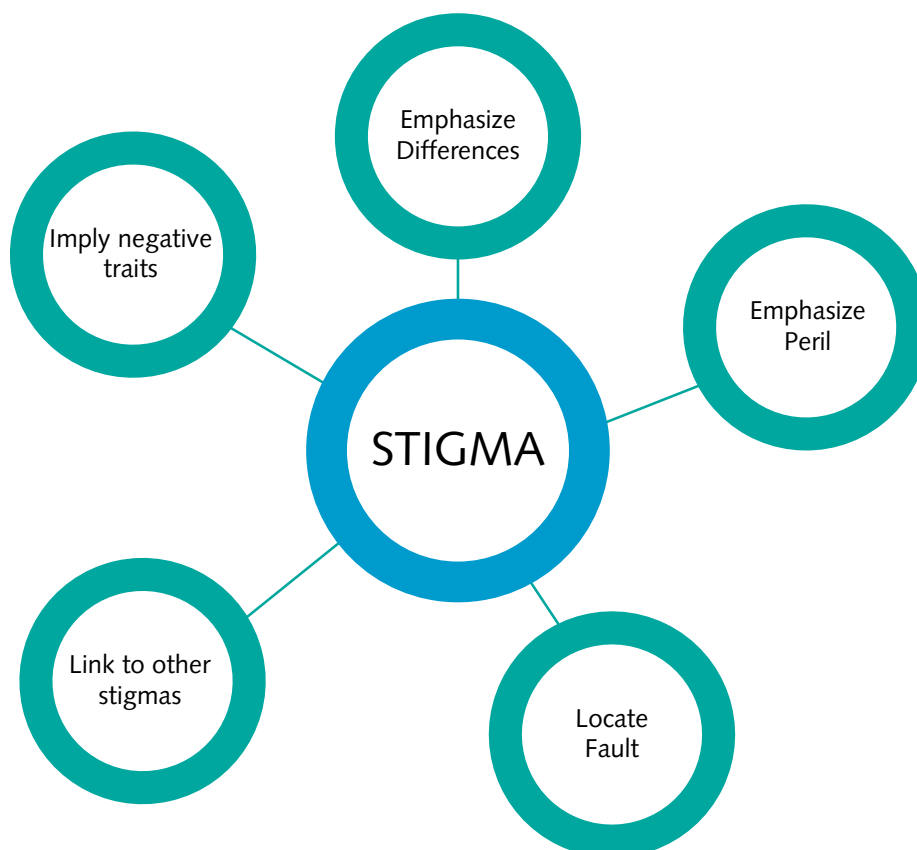 Emphasize
Differences
Imply negative
traits
Emphasize
Peril
STIGMA
Link to other
stigmas
Locate
Fault